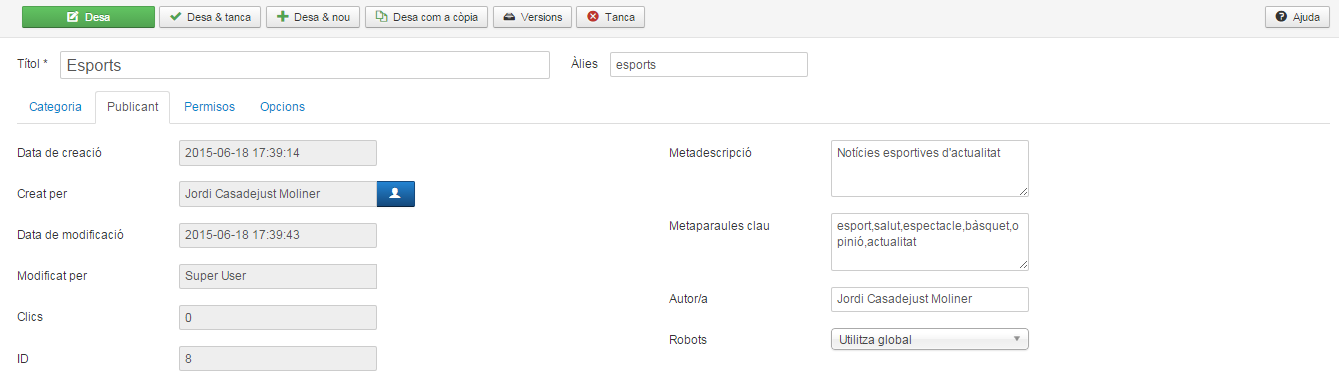 Desa Desa & tanca Desa & nou Desa com a còpia Versions Tanca Ajuda
Títol * Esports Àlies esports
Categoria Publicant Permisos Opcions
Data de creació 2015-06-18 17:39:14
Creat per Jordi Casadejust Moliner
Data de modificació 2015-06-18 17:39:43
Modificat per Super User
Clics 0
ID 8
Metadescripció Notícies esportives d'actualitat
Metaparaules clau esport,salut,espectacle,bàsquet,o
pinió,actualitat
Autor/a Jordi Casadejust Moliner
Robots Utilitza global